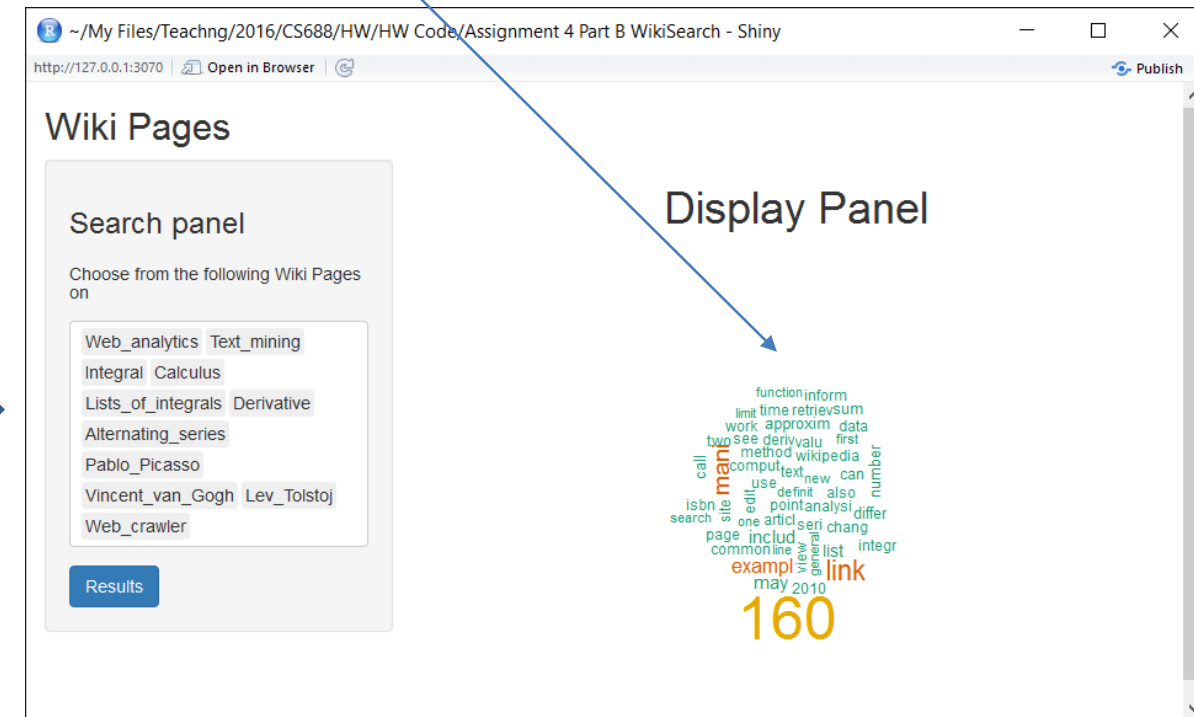 R ~/My Files/Teachng/2016/CS688/HW/HW Code/Assignment 4 Part B WikiSearch - Shiny
http://127.0.0.1:3070 Open in Browser Publish
Wiki Pages
Search panel
Choose from the following Wiki Pages
on
Web_analytics Text_mining
Integral Calculus
Lists_of_integrals Derivative
Alternating_series
Pablo_Picasso
Vincent_van_Gogh Lev_Tolstoj
Web_crawler
Results
Display Panel
function inform
limit time retriev sum
work approxim data
two see deriv valu first
mani method wikipedia number
call comput text new can
use definit also
isbn site edit point analysi differ
search one articl seri chang
page includ general
common line view list integr
exampl link
may 2010
160